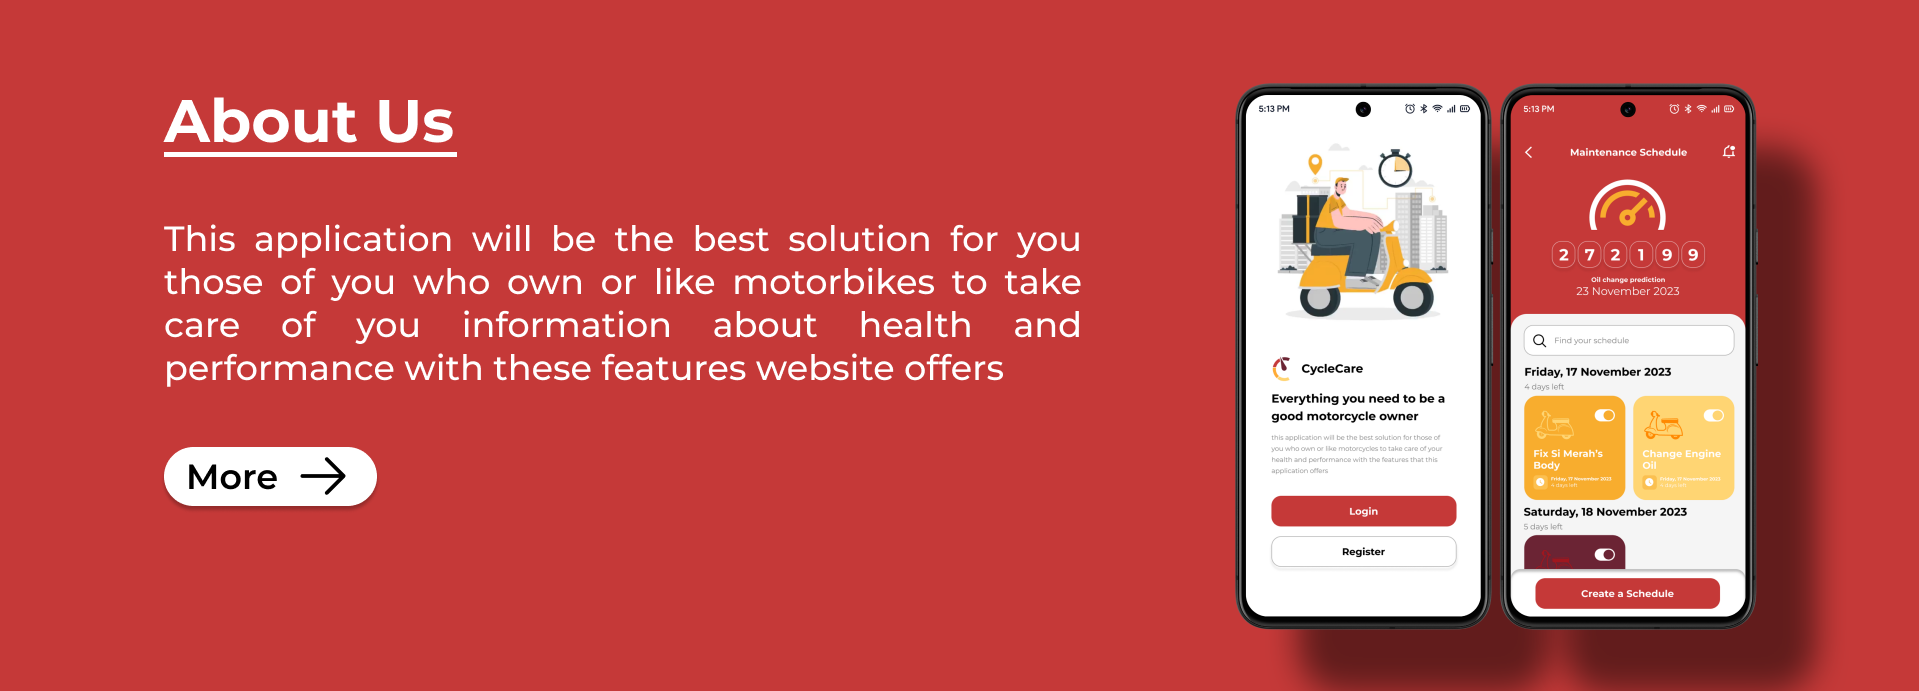 About Us
This application will be the best solution for you
those of you who own or like motorbikes to take
care of you information about health and
performance with these features website offers
More
5:13 PM
CycleCare
Everything you need to be a
good motorcycle owner
this application will be the best solution for those of
you who own or like motorcycles to take care of your
health and performance with the features that this
application offers
Login
Register
5:13 PM
Maintenance Schedule
2 7 2 1 9 9
Oil change prediction
23 November 2023
Find your schedule
Friday, 17 November 2023
4 days left
Fix Si Merah's
Body
Friday, 17 November 2023
4 days left
Change Engine
Oil
Friday, 17 November 2023
Saturday, 18 November 2023
5 days left
Create a Schedule